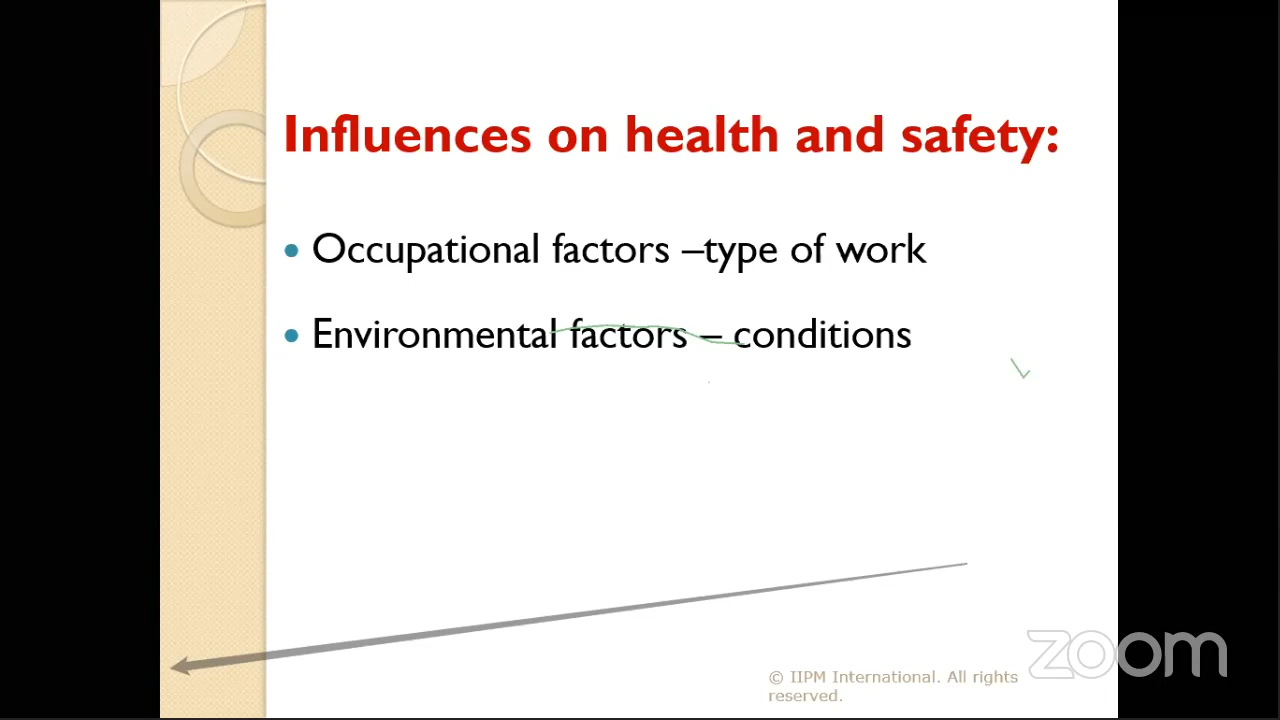 Influences on health and safety:
• Occupational factors –type of work
• Environmental factors – conditions
© IIPM International. All rights
reserved.
zoom